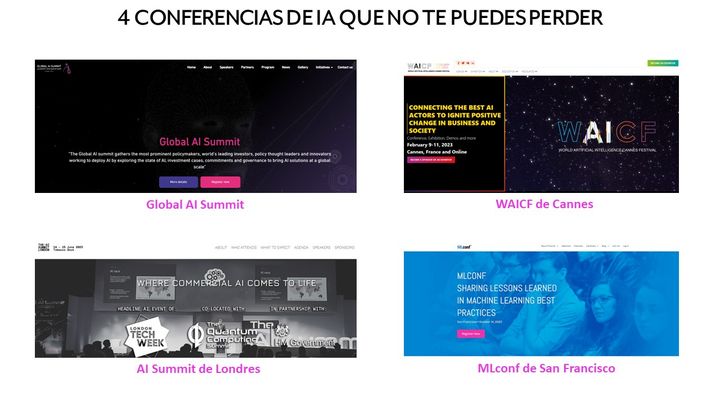 4 CONFERENCIAS DE IA QUE NO TE PUEDES PERDER
GLOBAL AI SUMMIT
Home About Speakers Partners Program News Gallery Initiatives Contact us
Global AI Summit
"The Global AI summit gathers the most prominent policymakers, world's leading investors, policy thought leaders and innovators
working to deploy AI by exploring the state of AI, investment cases, commitments and governance to bring AI solutions at a global
scale"
More details Register now
Global AI Summit
WAICF
CONNECTING THE BEST AI
ACTORS TO IGNITE POSITIVE
CHANGE IN BUSINESS AND
SOCIETY
Conference, Exhibition, Demos and more
February 9-11, 2023
Cannes, France and Online
WAICF
WORLD ARTIFICIAL INTELLIGENCE CANNES FESTIVAL
WAICF de Cannes
THE AI
SUMMIT
LONDON
ABOUT WHO ATTENDS WHAT TO EXPECT AGENDA SPEAKERS SPONSORS
WHERE COMMERCIAL AI COMES TO LIFE
HEADLINE AI EVENT OF CO-LOCATED WITH IN PARTNERSHIP WITH:
LONDON
TECH
WEEK
The
Quantum
Computing
Summit
HM Government
AI Summit de Londres
MLconf
MLCONF
SHARING LESSONS LEARNED
IN MACHINE LEARNING BEST
PRACTICES
Register Now
MLconf de San Francisco